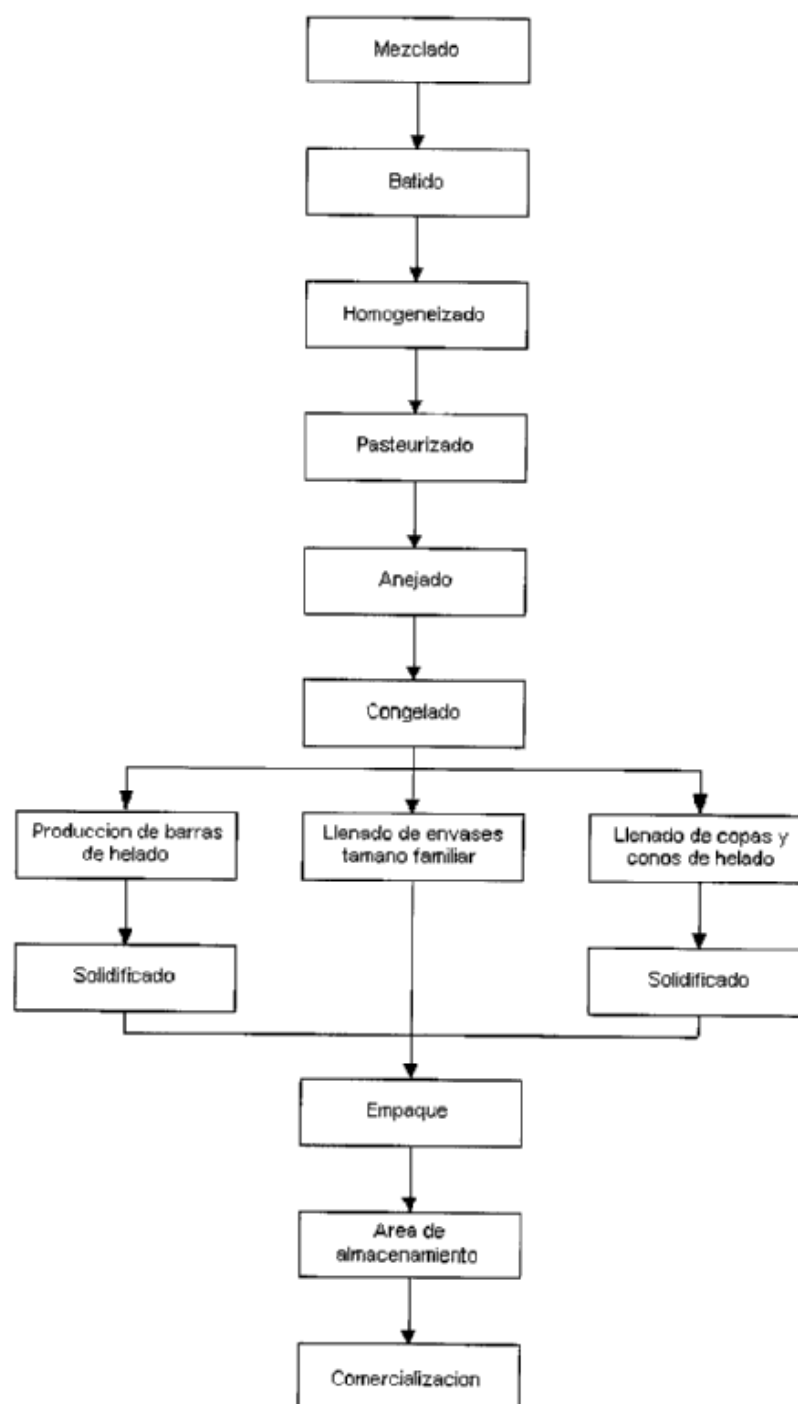 Mezclado
Batido
Homogeneizado
Pasteurizado
Anejado
Congelado
Produccion de barras
de helado
Llenado de envases
tamano familiar
Llenado de copas y
conos de helado
Solidificado
Solidificado
Empaque
Area de
almacenamiento
Comercializacion